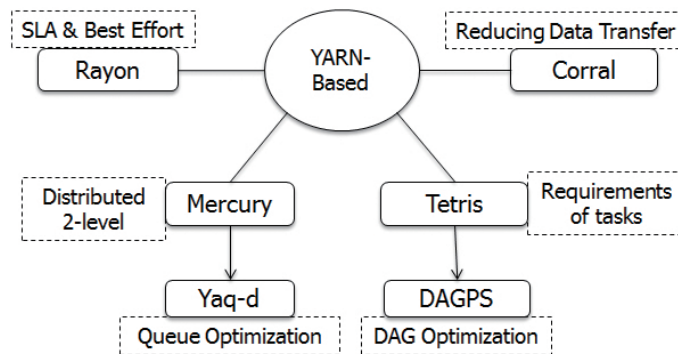 SLA & Best Effort
Rayon
YARN-
Based
Reducing Data Transfer
Corral
Distributed
2-level
Mercury
Tetris
Requirements
of tasks
Yaq-d
Queue Optimization
DAGPS
DAG Optimization